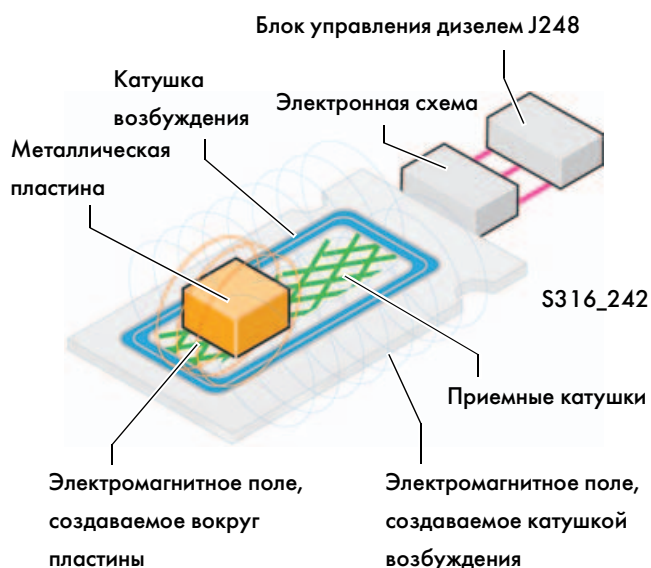 Блок управления дизелем J248
Катушка
возбуждения
Электронная схема
Металлическая
пластина
S316_242
Приемные катушки
Электромагнитное поле,
создаваемое вокруг
пластины
Электромагнитное поле,
создаваемое катушкой
возбуждения